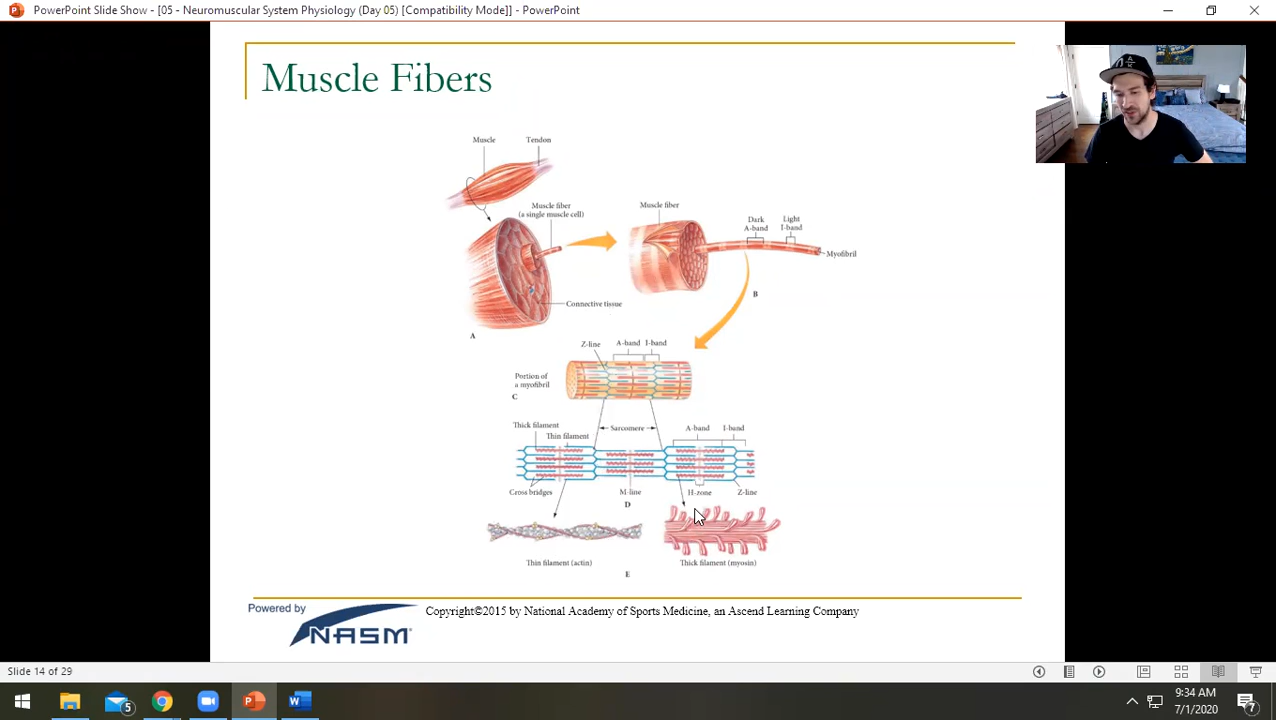 PowerPoint Slide Show - [05 - Neuromuscular System Physiology (Day 05) [Compatibility Mode]] - PowerPoint
Muscle Fibers
Muscle
Tendon
Muscle fiber
(a single muscle cell)
Muscle fiber
Dark
A-band
Light
I-band
Myofibril
B
Connective tissue
A
Z-line
A-band
I-band
Portion of
a myofibril
C
Thick filament
Thin filament
Sarcomere
A-band
I-band
Cross bridges
M-line
H-zone
Z-line
D
Thin filament (actin)
Thick filament (myosin)
E
Powered by
NASM
Copyright©2015 by National Academy of Sports Medicine, an Ascend Learning Company
Slide 14 of 29
5
9:34 AM
7/1/2020
7